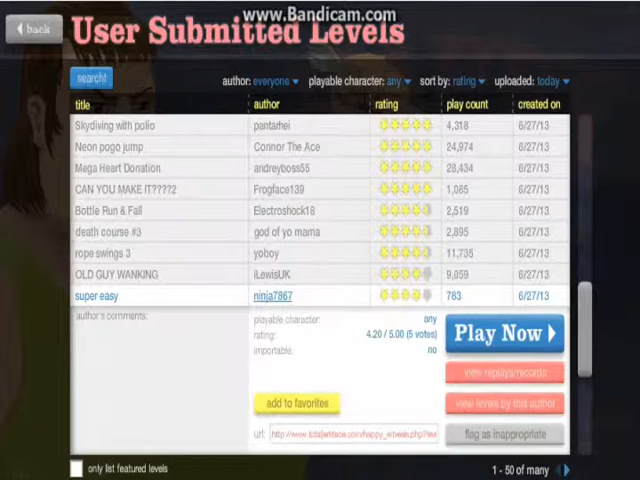 www.Bandicam.com
back
User Submitted Levels
search!
author: everyone playable character: any sort by: rating uploaded: today
title author rating play count created on
Skydiving with polio pantarhei 4,318 6/27/13
Neon pogo jump Connor The Ace 24,974 6/27/13
Mega Heart Donation andreyboss55 28,434 6/27/13
CAN YOU MAKE IT????2 Frogface139 1,085 6/27/13
Bottle Run & Fall Electroshock18 2,519 6/27/13
death course #3 god of yo mama 2,895 6/27/13
rope swings 3 yoboy 11,735 6/27/13
OLD GUY WANKING iLewisUK 9,059 6/27/13
super easy ninja7867 783 6/27/13
author's comments:
playable character: any
rating: 4.20 / 5.00 (5 votes)
importable: no
Play Now
view replays/records
view levels by this author
add to favorites
flag as inappropriate
url: http://www.totaljerkface.com/happy_wheels.php?
only list featured levels
1 - 50 of many